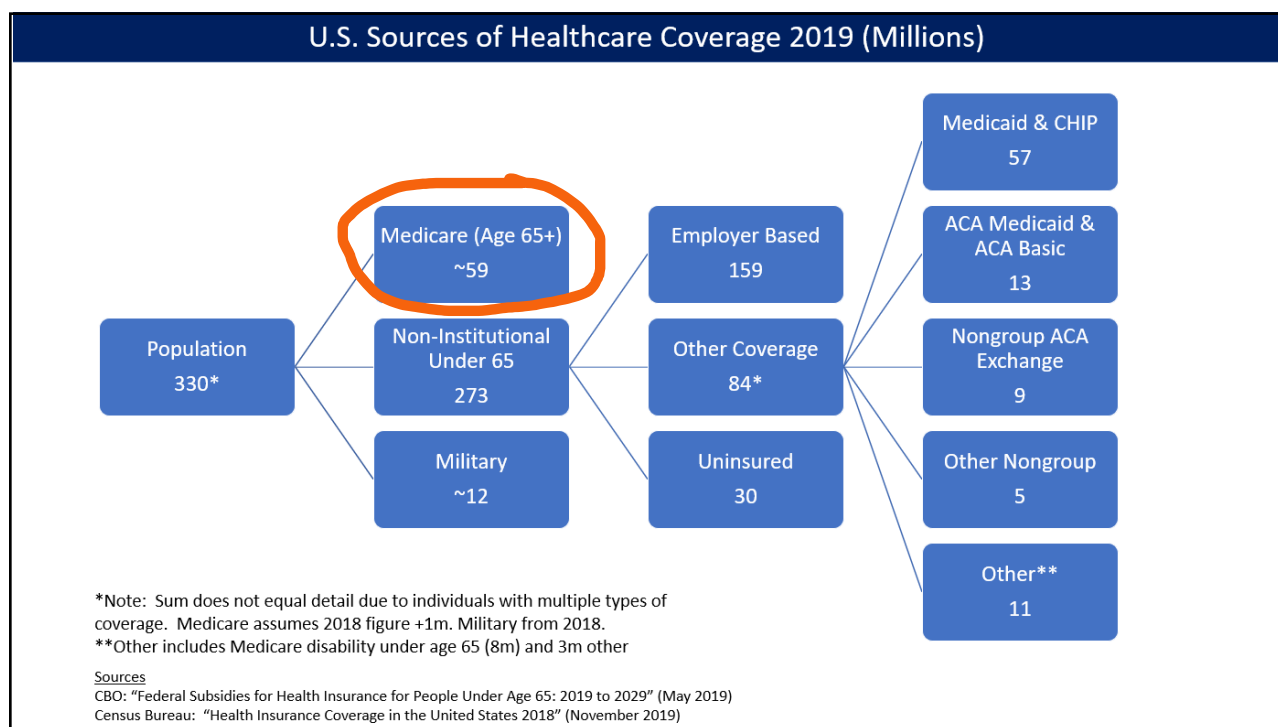 U.S. Sources of Healthcare Coverage 2019 (Millions)
Population
330*
Medicare (Age 65+)
~59
Non-Institutional
Under 65
273
Military
~12
Employer Based
159
Other Coverage
84*
Uninsured
30
Medicaid & CHIP
57
ACA Medicaid &
ACA Basic
13
Nongroup ACA
Exchange
9
Other Nongroup
5
Other**
11
*Note:  Sum does not equal detail due to individuals with multiple types of
coverage.  Medicare assumes 2018 figure +1m. Military from 2018.
**Other includes Medicare disability under age 65 (8m) and 3m other
Sources
CBO: “Federal Subsidies for Health Insurance for People Under Age 65: 2019 to 2029” (May 2019)
Census Bureau:  “Health Insurance Coverage in the United States 2018” (November 2019)